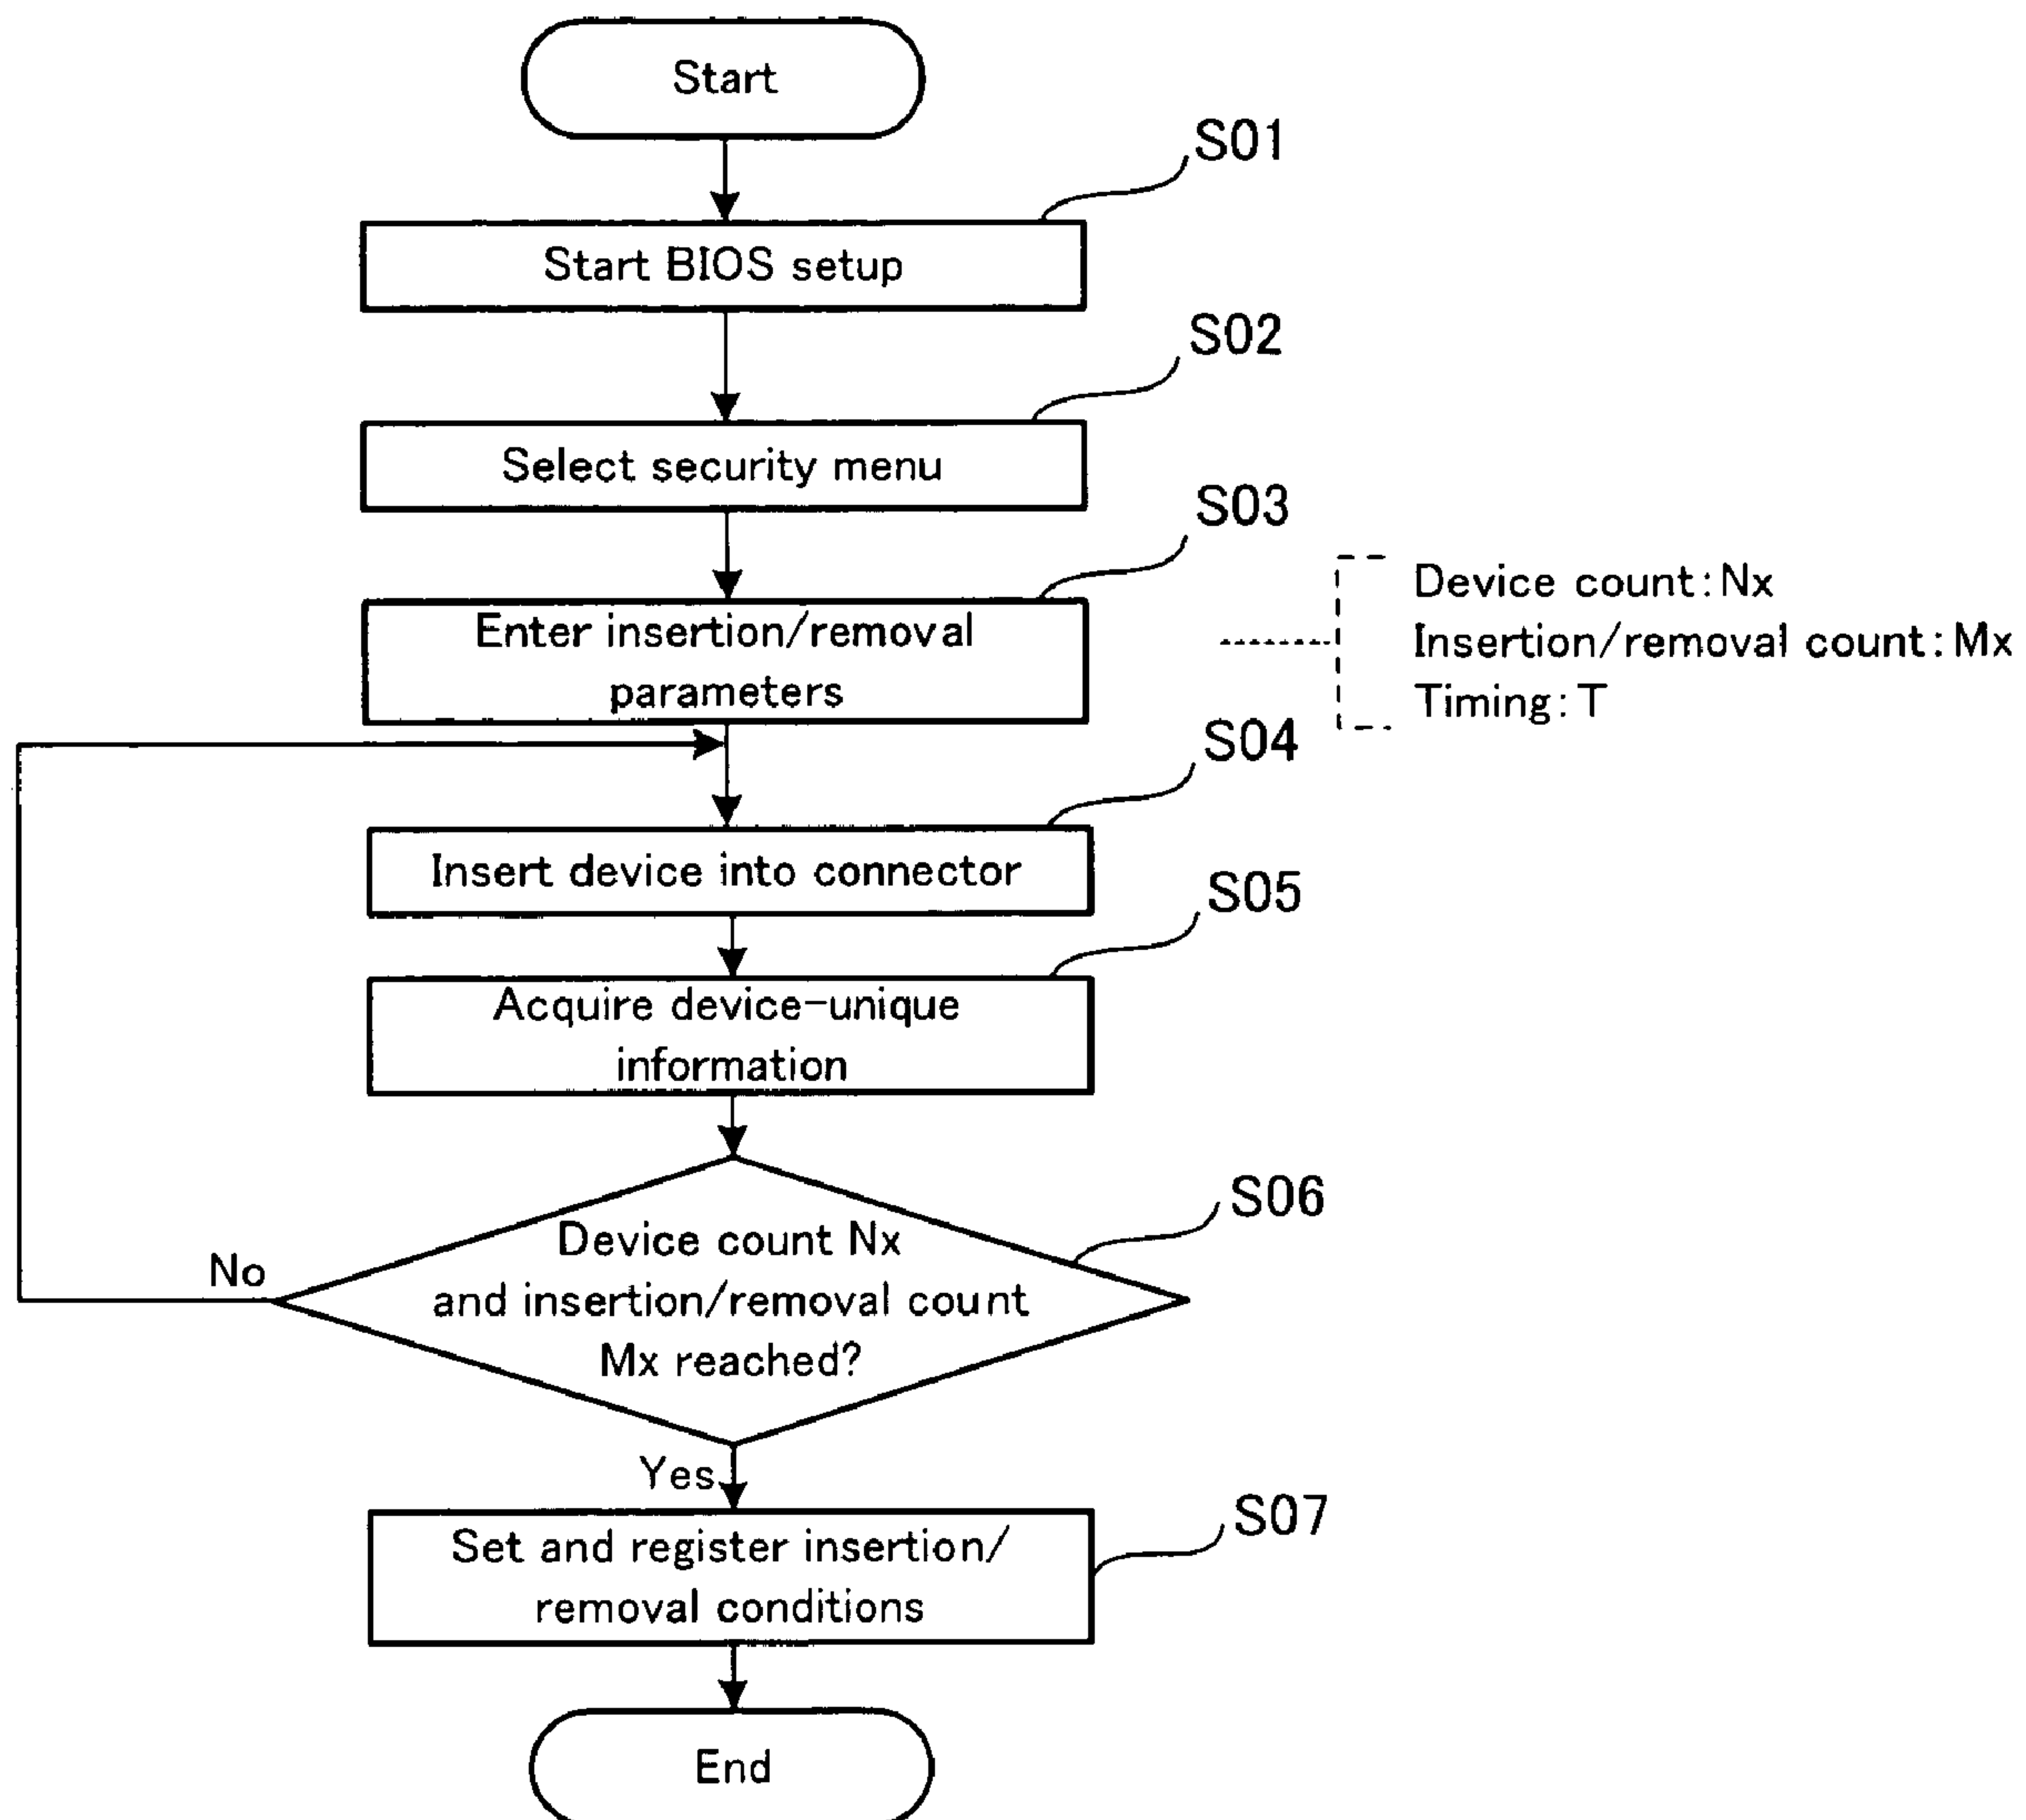 Start
S01
Start BIOS setup
S02
Select security menu
S03
Enter insertion/removal
parameters
Device count:Nx
Insertion/removal count:Mx
Timing:T
S04
Insert device into connector
S05
Acquire device-unique
information
S06
Device count Nx
and insertion/removal count
Mx reached?
No
Yes
S07
Set and register insertion/
removal conditions
End